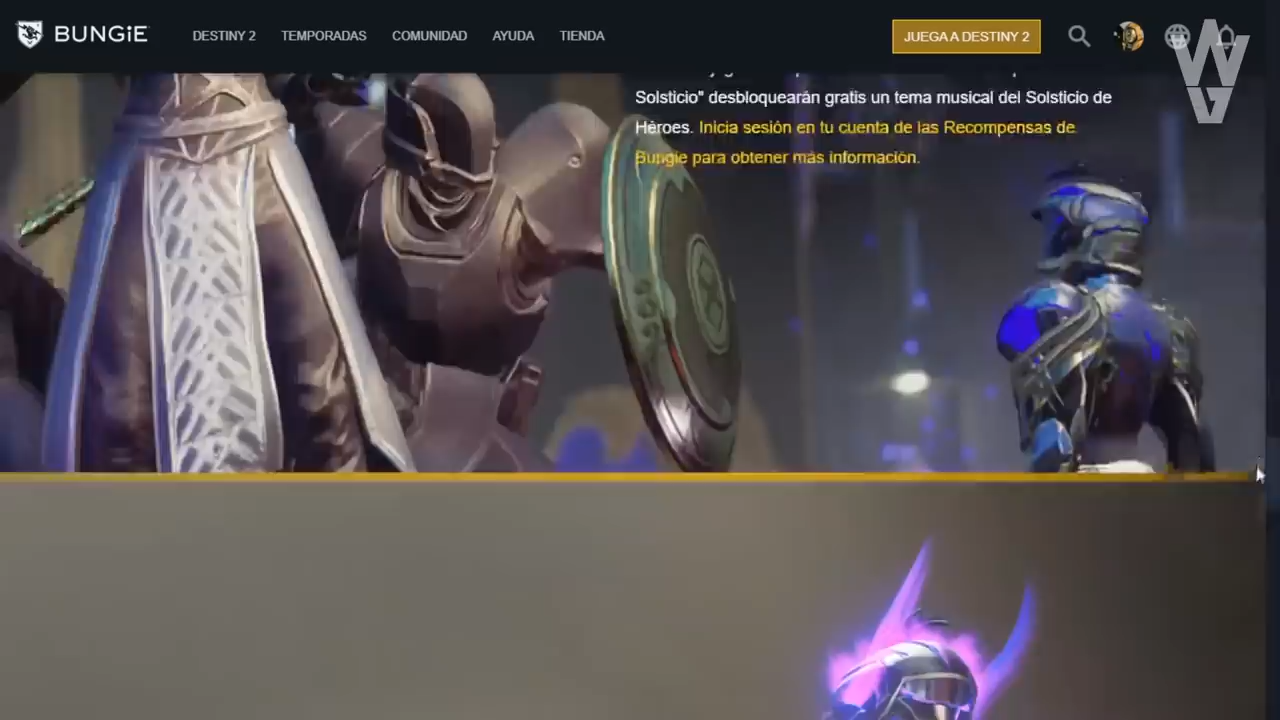 BUNGiE
DESTINY 2 TEMPORADAS COMUNIDAD AYUDA TIENDA JUEGA A DESTINY 2
Solsticio" desbloquearán gratis un tema musical del Solsticio de
Héroes. Inicia sesión en tu cuenta de las Recompensas de
Bungie para obtener más información.